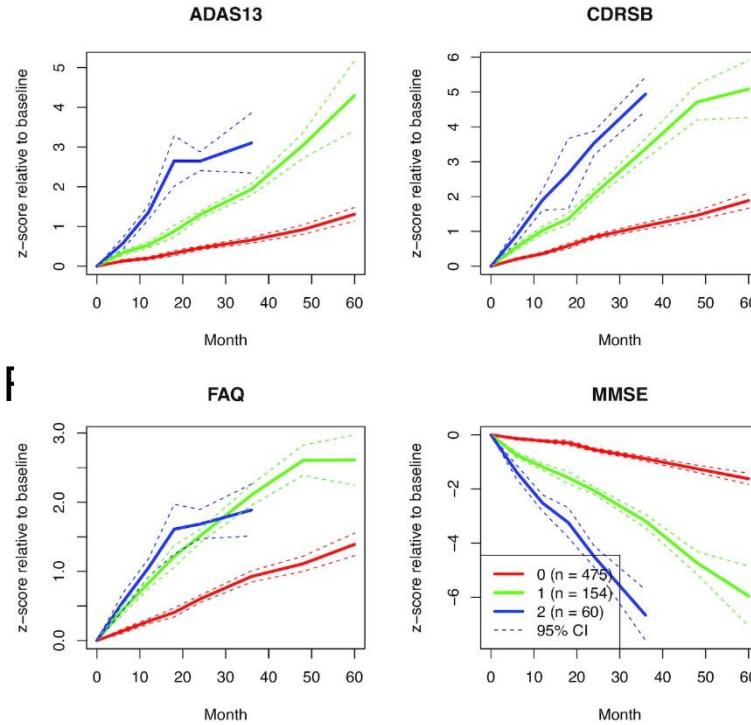 ADAS13
z-score relative to baseline
5
4
3
2
1
0
0 10 20 30 40 50 60
Month
CDRSB
z-score relative to baseline
6
5
4
3
2
1
0
0 10 20 30 40 50 60
Month
F
FAQ
z-score relative to baseline
3.0
2.0
1.0
0.0
0 10 20 30 40 50 60
Month
MMSE
z-score relative to baseline
0
-2
-4
-6
0 (n = 475)
1 (n = 154)
2 (n = 60)
95% CI
0 10 20 30 40 50 60
Month